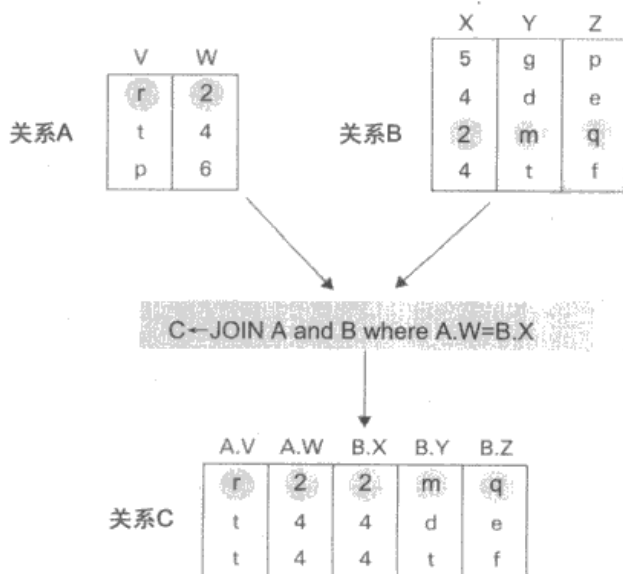 X Y Z
V W
5 g p
r 2
4 d e
关系A
t 4
关系B
2 m q
p 6
4 t f
C←JOIN A and B where A.W=B.X
A.V A.W B.X B.Y B.Z
r 2 2 m q
关系C
t 4 4 d e
t 4 4 t f